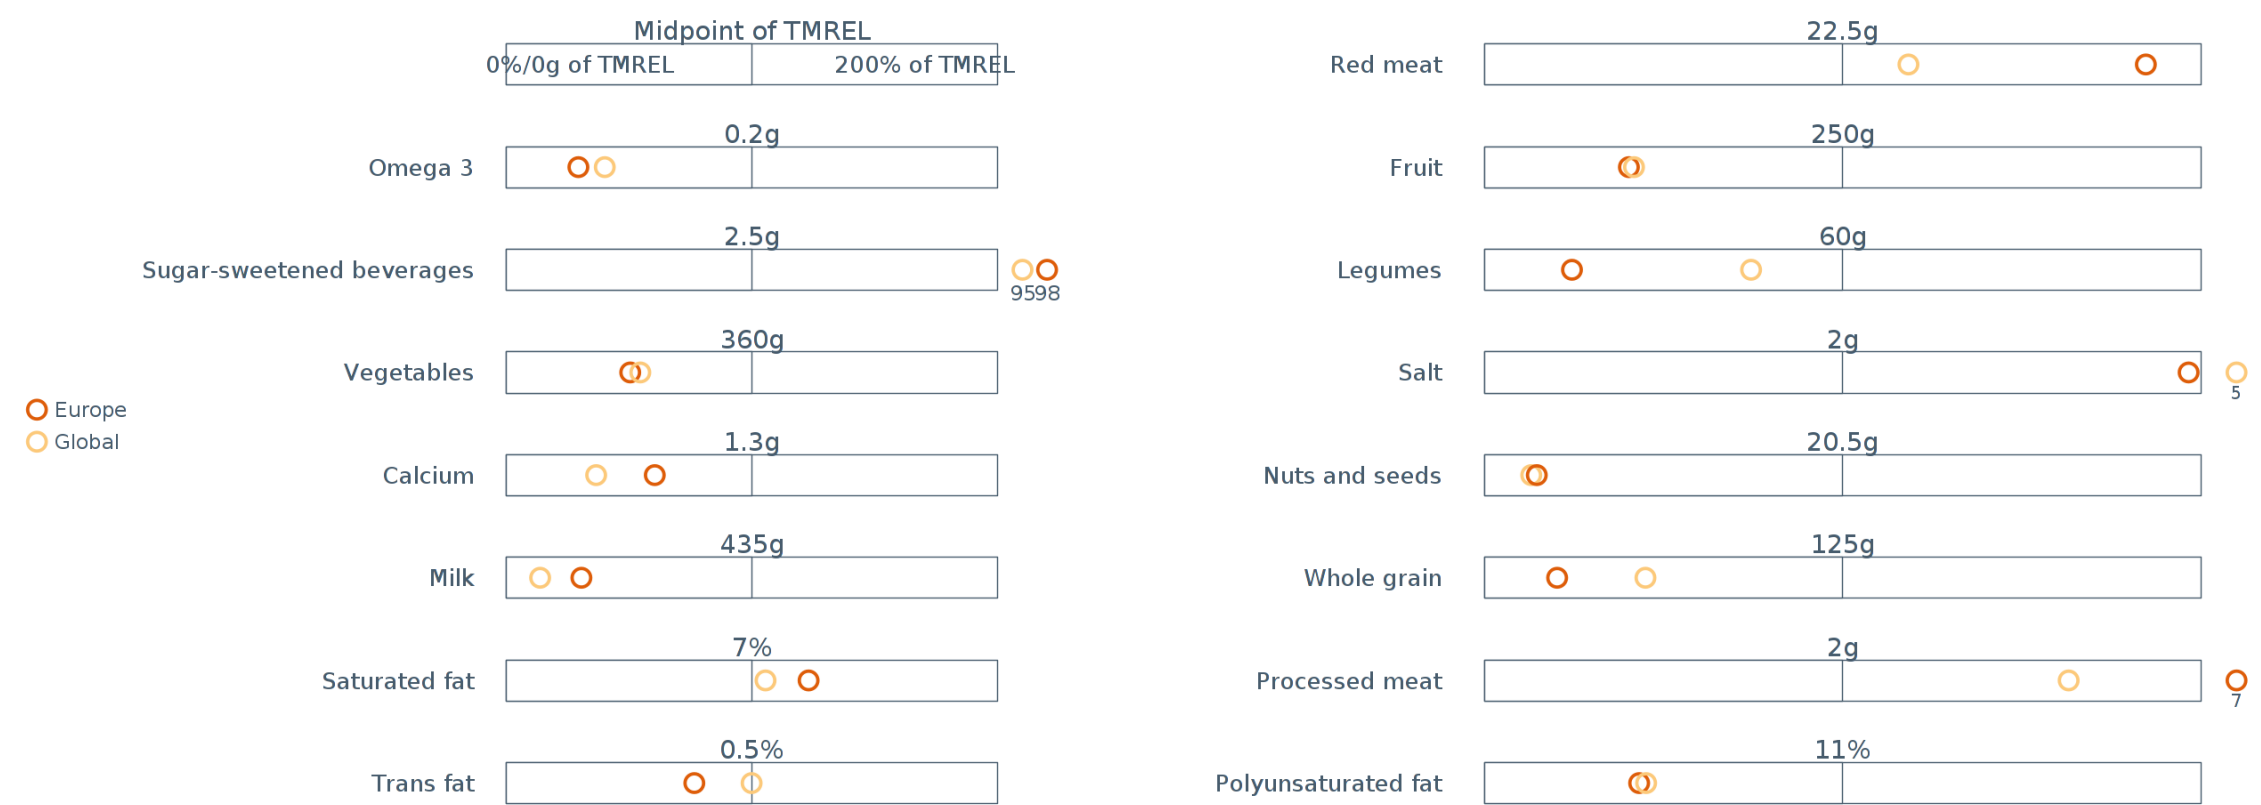 Midpoint of TMREL
0%/0g of TMREL
200% of TMREL
0.2g
Omega 3
2.5g
Sugar-sweetened beverages
95
98
360g
Vegetables
Europe
Global
1.3g
Calcium
435g
Milk
7%
Saturated fat
0.5%
Trans fat
22.5g
Red meat
250g
Fruit
60g
Legumes
2g
Salt
5
20.5g
Nuts and seeds
125g
Whole grain
2g
Processed meat
7
11%
Polyunsaturated fat